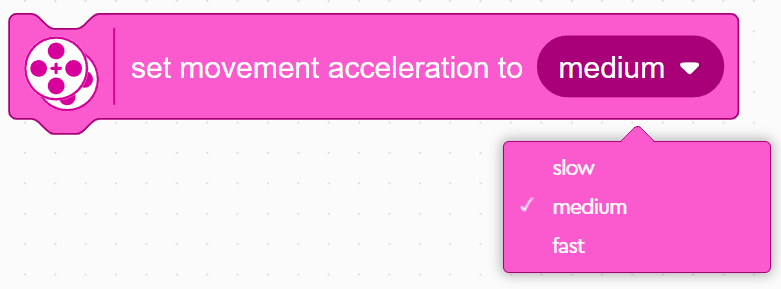 set movement acceleration to medium
slow
medium
fast